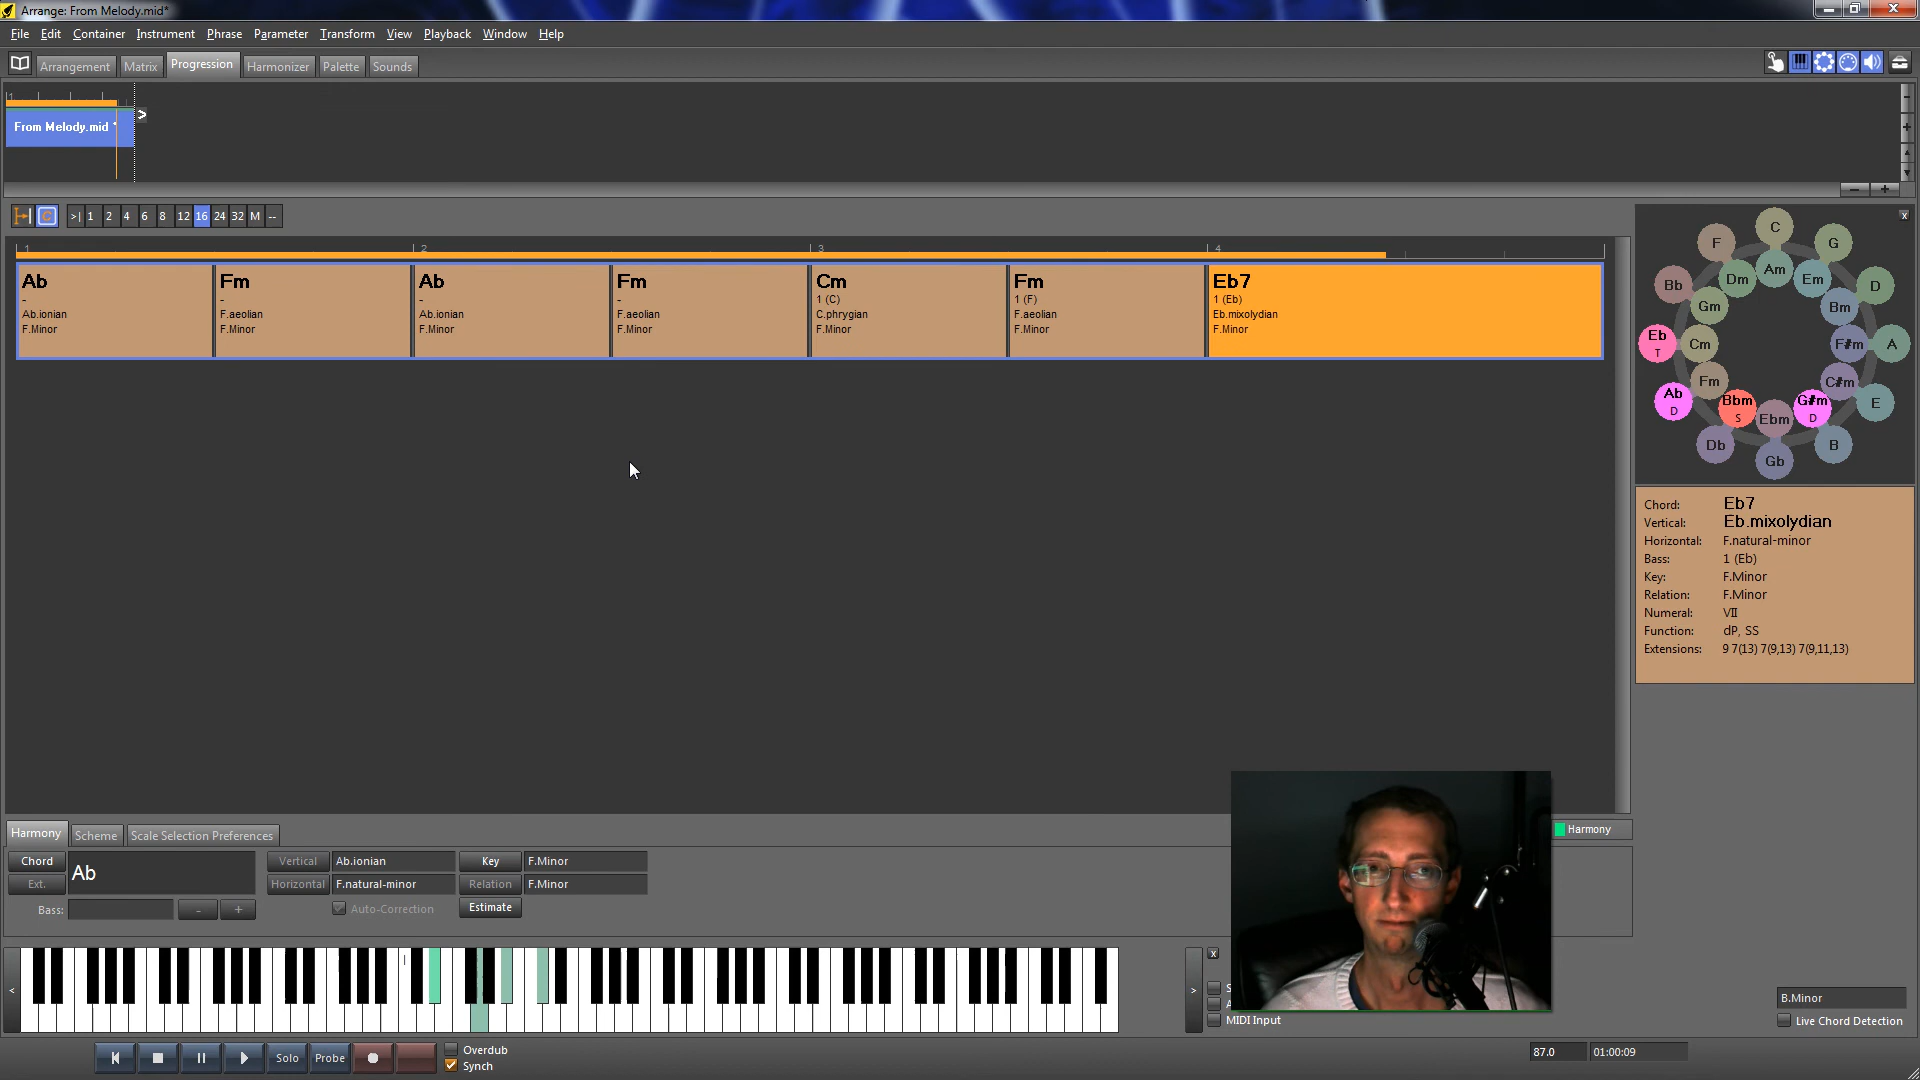 Arrange: From Melody.mid*
File Edit Container Instrument Phrase Parameter Transform View Playback Window Help
Arrangement Matrix Progression Harmonizer Palette Sounds
1
From Melody.mid *
>
>| 1 2 4 6 8 12 16 24 32 M --
1 2 3 4
Ab Fm Ab Fm Cm Fm Eb7
- - - - 1 (C) 1 (F) 1 (Eb)
Ab.ionian F.aeolian Ab.ionian F.aeolian C.phrygian F.aeolian Eb.mixolydian
F.Minor F.Minor F.Minor F.Minor F.Minor F.Minor F.Minor
C
F G
Am
Dm Em
Bb D
Gm Bm
Eb T Cm F#m A
Fm C#m
Ab D Bbm S Ebm G#m D E
Db B
Gb
Chord: Eb7
Vertical: Eb.mixolydian
Horizontal: F.natural-minor
Bass: 1 (Eb)
Key: F.Minor
Relation: F.Minor
Numeral: VII
Function: dP, SS
Extensions: 9 7(13) 7(9,13) 7(9,11,13)
Harmony Scheme Scale Selection Preferences
Harmony
Chord Ab Vertical Ab.ionian Key F.Minor
Ext. Horizontal F.natural-minor Relation F.Minor
Bass: - + Auto-Correction Estimate
< > x
MIDI Input
B.Minor
Live Chord Detection
Solo Probe Overdub
Synch
87.0 01:00:09